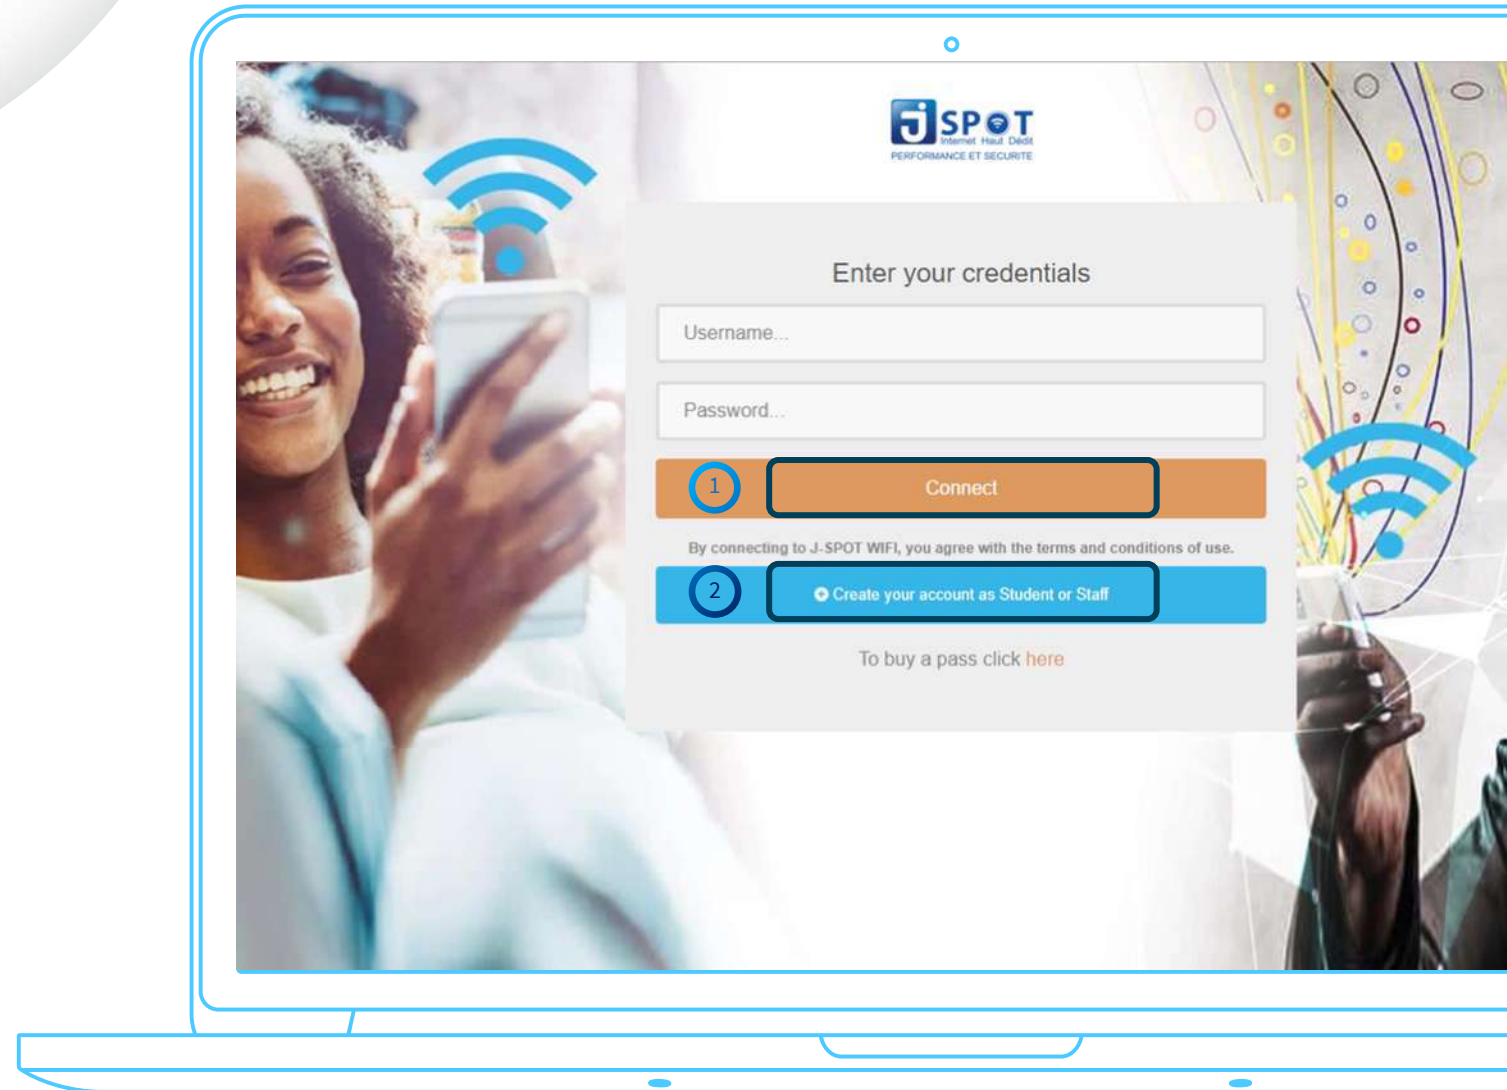 J SPOT
Internet Haut Dédit
PERFORMANCE ET SECURITE
Enter your credentials
Username...
Password...
1
Connect
By connecting to J-SPOT WIFI, you agree with the terms and conditions of use.
2
Create your account as Student or Staff
To buy a pass click here